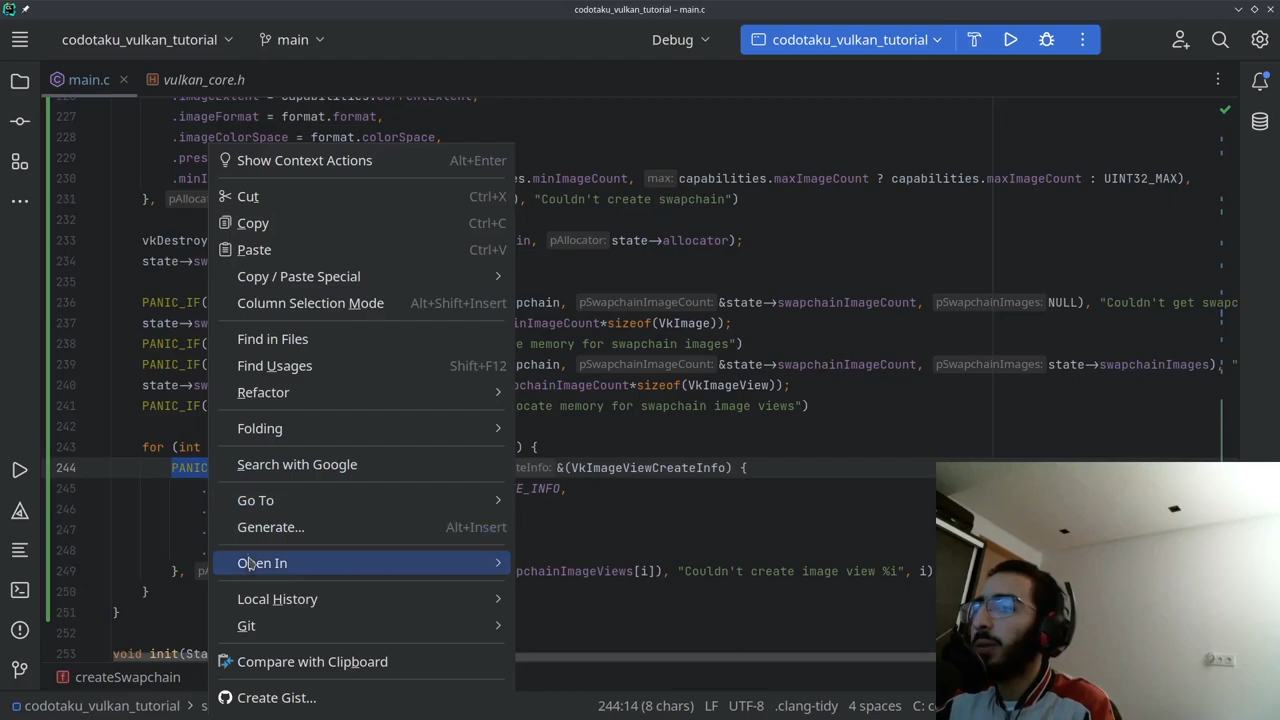 codotaku_vulkan_tutorial – main.c
codotaku_vulkan_tutorial main Debug codotaku_vulkan_tutorial
main.c vulkan_core.h
227 .imageFormat = format.format,
228 .imageColorSpace = format.colorSpace,
229 .pres
230 .minI es.minImageCount, max: capabilities.maxImageCount ? capabilities.maxImageCount : UINT32_MAX),
231 }, ), "Couldn't create swapchain")
232
233 vkDestroy in, pAllocator: state->allocator);
234 state->sw
235
236 PANIC_IF( pchain, pSwapchainImageCount: &state->swapchainImageCount, pSwapchainImages: NULL), "Couldn't get swapc
237 state->sw ImageCount*sizeof(VkImage));
238 PANIC_IF( e memory for swapchain images")
239 PANIC_IF( pchain, pSwapchainImageCount: &state->swapchainImageCount, pSwapchainImages: state->swapchainImages), "
240 state->sw chainImageCount*sizeof(VkImageView));
241 PANIC_IF( ocate memory for swapchain image views")
242
243 for (int ) {
244 PANIC teInfo: &(VkImageViewCreateInfo) {
245 . E_INFO,
246 .
247 .
248 .
249 }, pchainImageViews[i]), "Couldn't create image view %i", i)
250 }
251 }
252
253 void init(Sta
Show Context Actions Alt+Enter
Cut Ctrl+X
Copy Ctrl+C
Paste Ctrl+V
Copy / Paste Special
Column Selection Mode Alt+Shift+Insert
Find in Files
Find Usages Shift+F12
Refactor
Folding
Search with Google
Go To
Generate... Alt+Insert
Open In
Local History
Git
Compare with Clipboard
Create Gist...
createSwapchain
codotaku_vulkan_tutorial s 244:14 (8 chars) LF UTF-8 .clang-tidy 4 spaces C: c